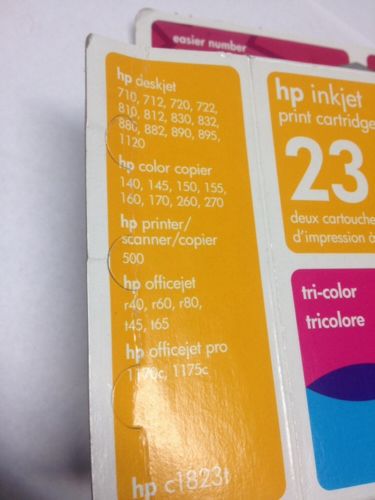 easier number
hp deskjet
710, 712, 720, 722,
810, 812, 830, 832,
880, 882, 890, 895,
1120
hp color copier
140, 145, 150, 155,
160, 170, 260, 270
hp printer/
scanner/copier
500
hp officejet
r40, r60, r80,
t45, t65
hp officejet pro
1170c, 1175c
hp c1823t
hp inkjet
print cartridge
23
deux cartouche
d'impression à
tri-color
tricolore